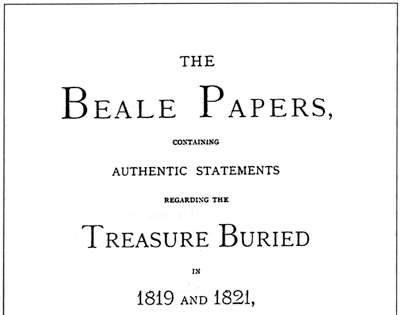 THE
BEALE PAPERS,
CONTAINING
AUTHENTIC STATEMENTS
REGARDING THE
TREASURE BURIED
IN
1819 AND 1821,